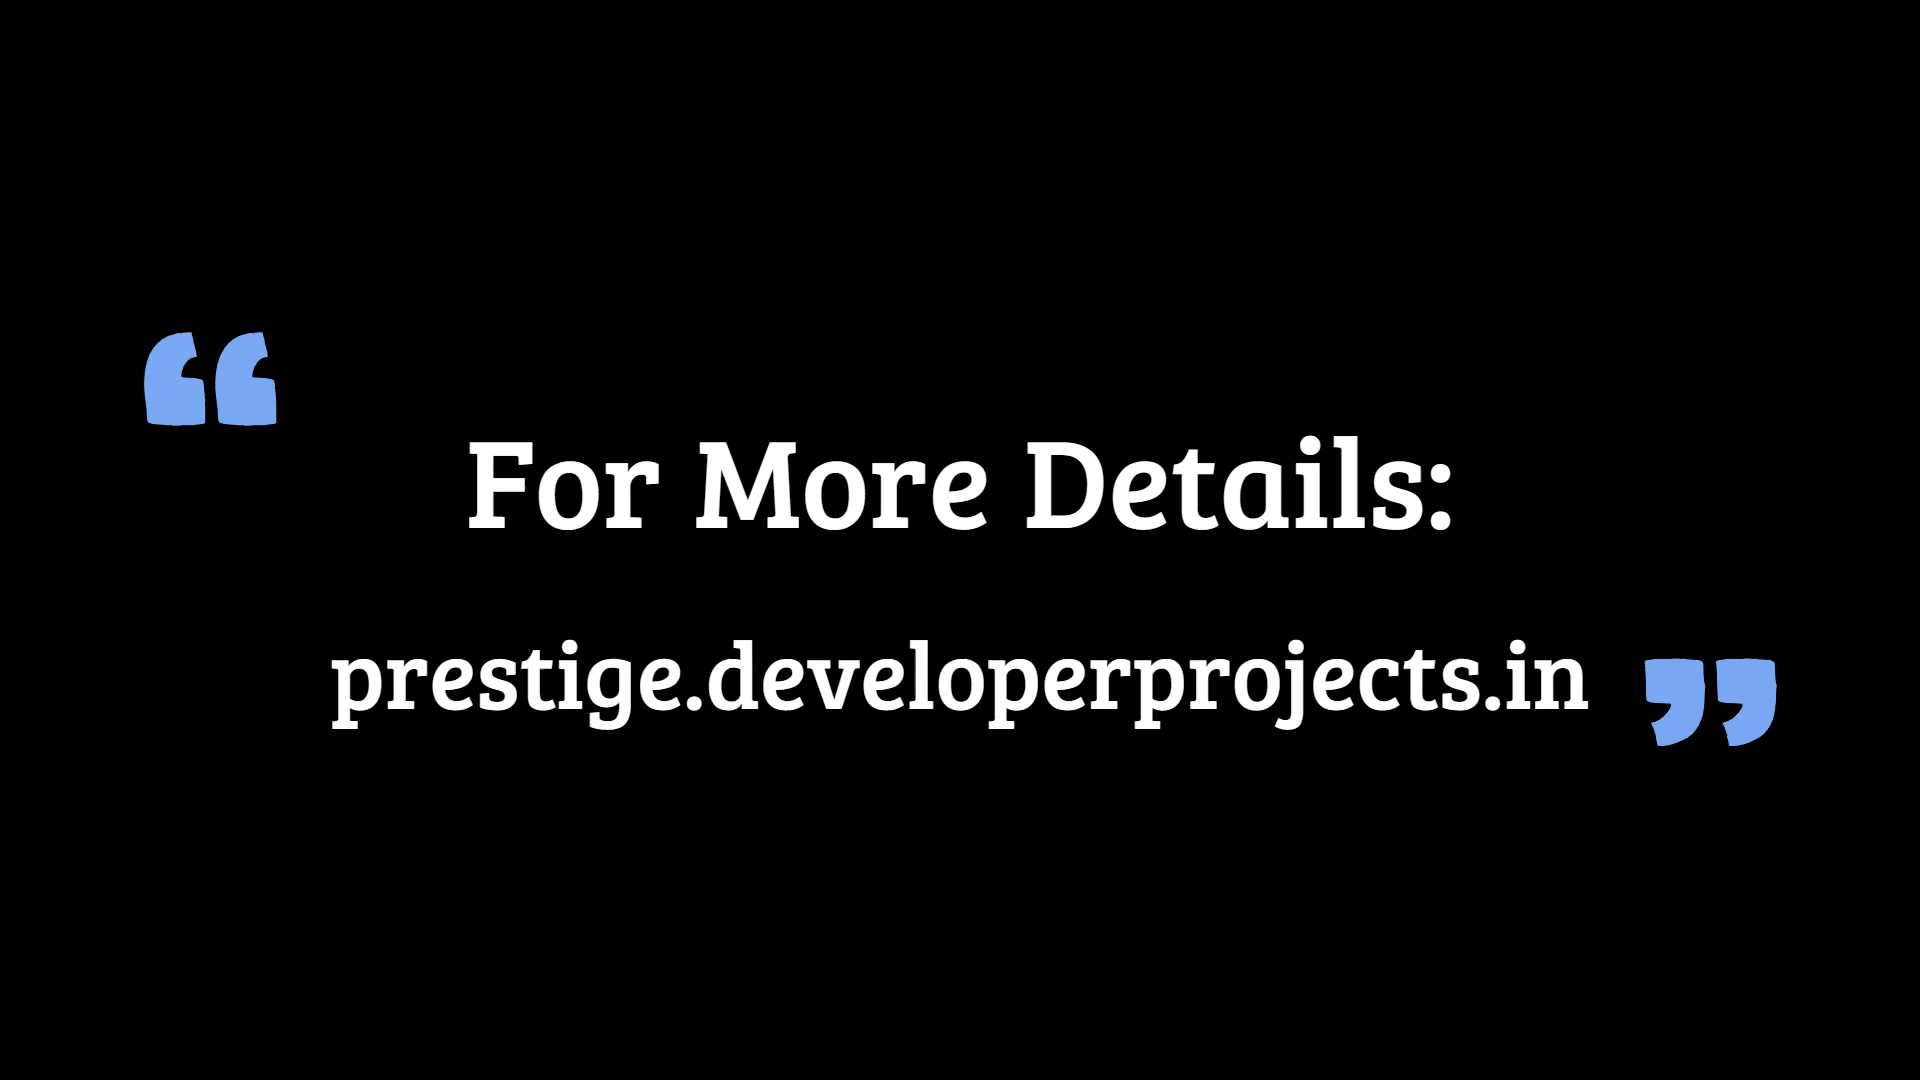 “
For More Details:
prestige.developerprojects.in ”